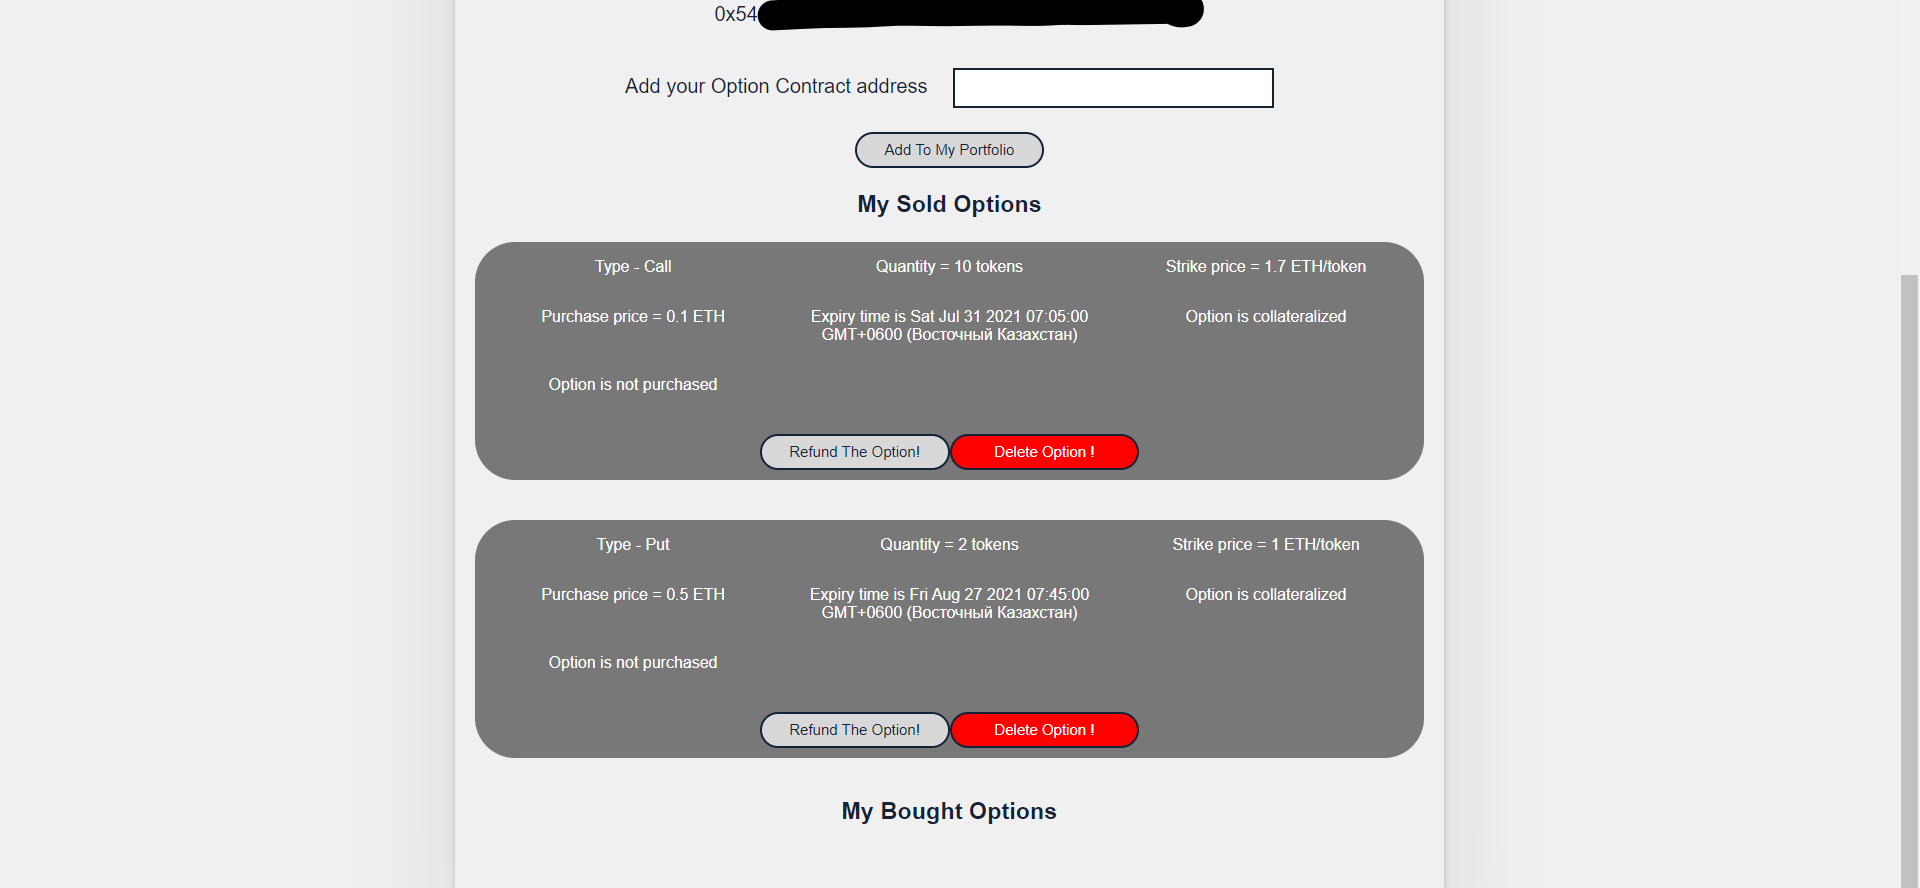 0x54
Add your Option Contract address
Add To My Portfolio
My Sold Options
Type - Call
Quantity = 10 tokens
Strike price = 1.7 ETH/token
Purchase price = 0.1 ETH
Expiry time is Sat Jul 31 2021 07:05:00
GMT+0600 (Восточный Казахстан)
Option is collateralized
Option is not purchased
Refund The Option!
Delete Option !
Type - Put
Quantity = 2 tokens
Strike price = 1 ETH/token
Purchase price = 0.5 ETH
Expiry time is Fri Aug 27 2021 07:45:00
GMT+0600 (Восточный Казахстан)
Option is collateralized
Option is not purchased
Refund The Option!
Delete Option !
My Bought Options